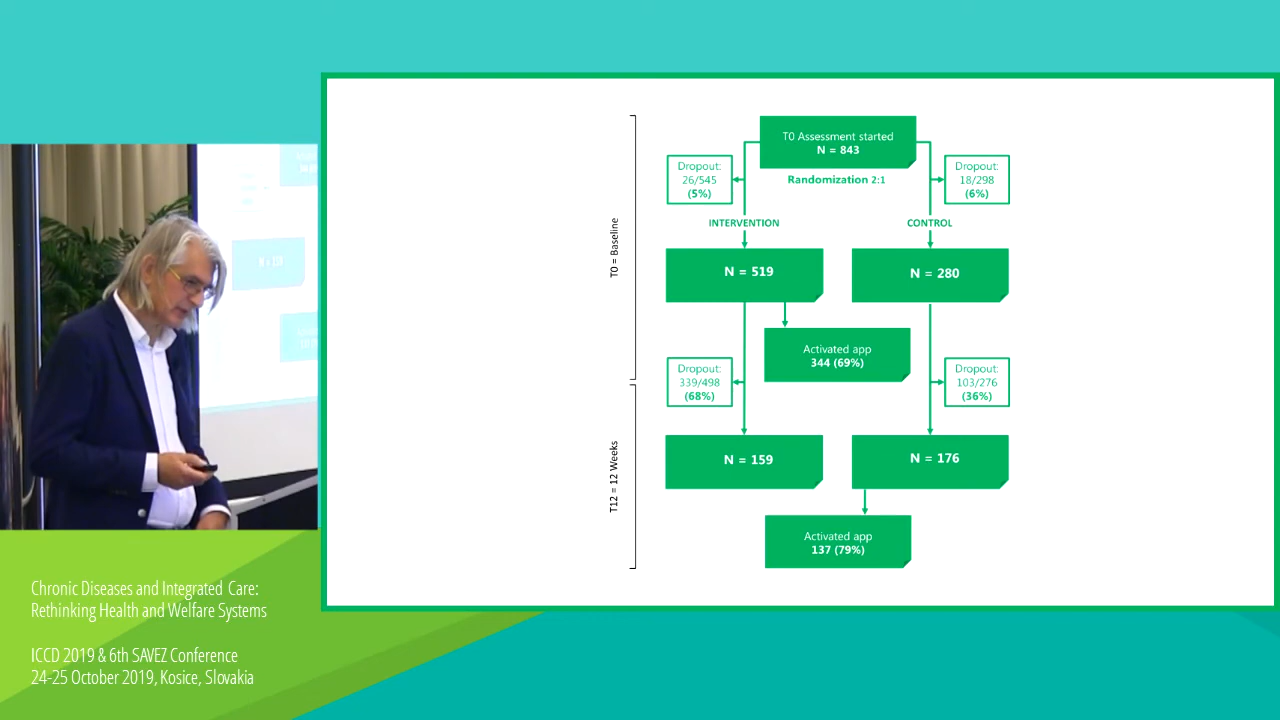 T0 Assessment started
N = 843
Randomization 2:1
Dropout:
26/545
(5%)
Dropout:
18/298
(6%)
INTERVENTION
CONTROL
T0 = Baseline
N = 519
N = 280
Activated app
344 (69%)
Dropout:
339/498
(68%)
Dropout:
103/276
(36%)
T12 = 12 Weeks
N = 159
N = 176
Activated app
137 (79%)
Chronic Diseases and Integrated Care:
Rethinking Health and Welfare Systems
ICCD 2019 & 6th SAVEZ Conference
24-25 October 2019, Kosice, Slovakia